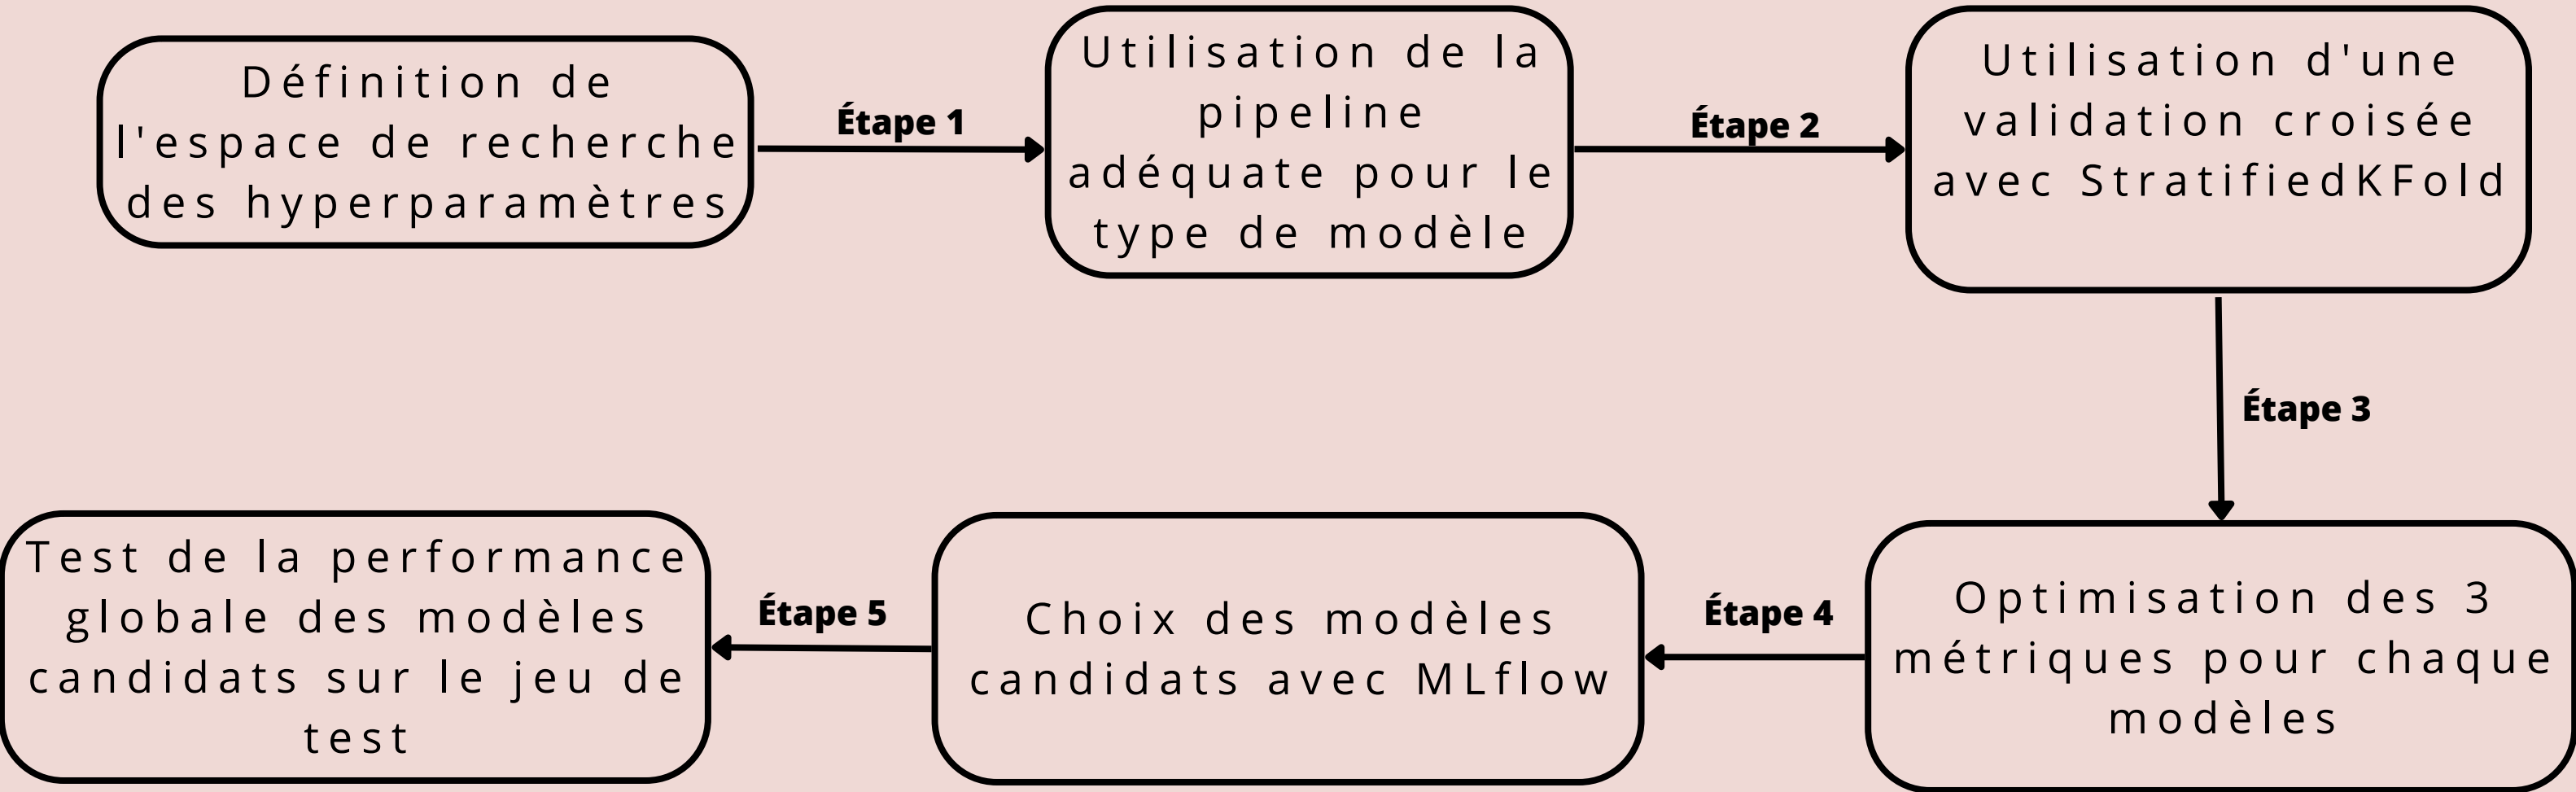 Définition de
l'espace de recherche
des hyperparamètres
Étape 1
Utilisation de la
pipeline
adéquate pour le
type de modèle
Étape 2
Utilisation d'une
validation croisée
avec StratifiedKFold
Étape 3
Optimisation des 3
métriques pour chaque
modèles
Étape 4
Choix des modèles
candidats avec MLflow
Étape 5
Test de la performance
globale des modèles
candidats sur le jeu de
test